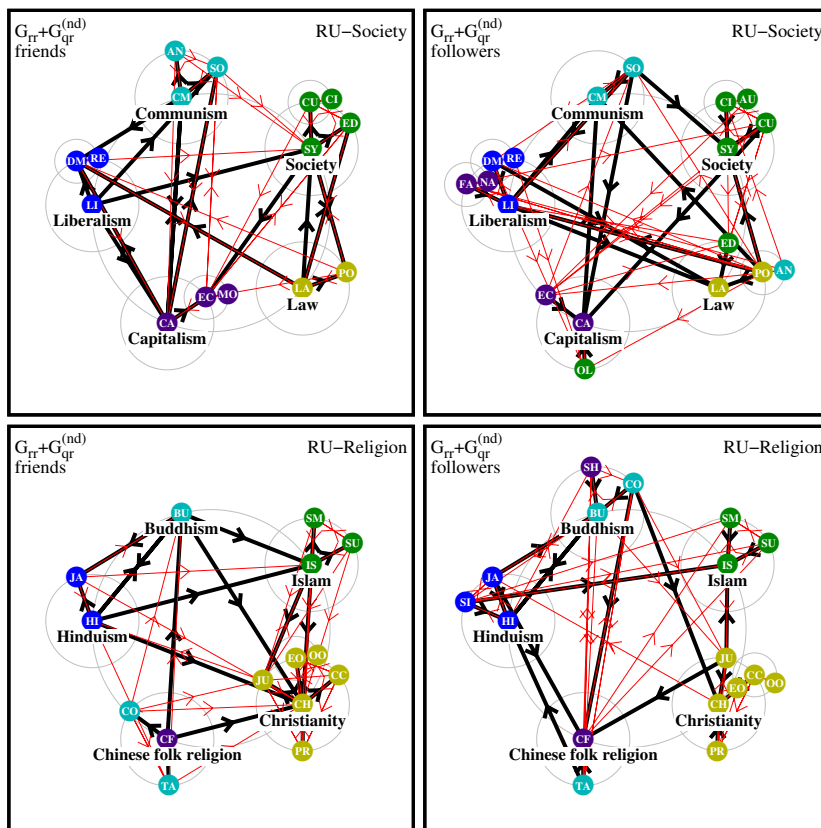 G_rr+G_qr^(nd) RU−Society
friends
AN
SO
CM
Communism
CU CI
ED
SY
Society
DM RE
LI
Liberalism
EC MO
CA
Capitalism
PO
LA
Law
G_rr+G_qr^(nd) RU−Society
followers
SO
CM
Communism
CI AU
CU
SY
Society
DM RE
FA NA
LI
Liberalism
ED
EC
CA
Capitalism
PO AN
LA
Law
OL
G_rr+G_qr^(nd) RU−Religion
friends
BU
Buddhism
SM
SU
IS
Islam
JA
HI
Hinduism
EO OO
JU CC
CH
Christianity
CO
CF
Chinese folk religion
PR
TA
G_rr+G_qr^(nd) RU−Religion
followers
SH
CO
BU
Buddhism
SM
SU
IS
Islam
JA
SI
HI
Hinduism
JU
CC
EO OO
CH
Christianity
CF
Chinese folk religion
PR
TA